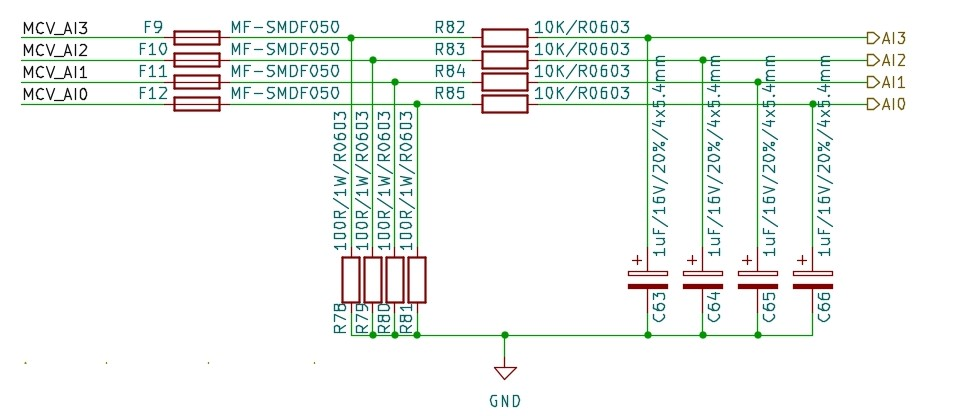 MCV_AI3 F9 MF-SMDF050 R82 10K/R0603 AI3
MCV_AI2 F10 MF-SMDF050 R83 10K/R0603 AI2
MCV_AI1 F11 MF-SMDF050 R84 10K/R0603 AI1
MCV_AI0 F12 MF-SMDF050 R85 10K/R0603 AI0
100R/1W/R0603
100R/1W/R0603
100R/1W/R0603
100R/1W/R0603
1uF/16V/20%/4x5.4mm
1uF/16V/20%/4x5.4mm
1uF/16V/20%/4x5.4mm
1uF/16V/20%/4x5.4mm
R78
R79
R80
R81
C63
C64
C65
C66
GND